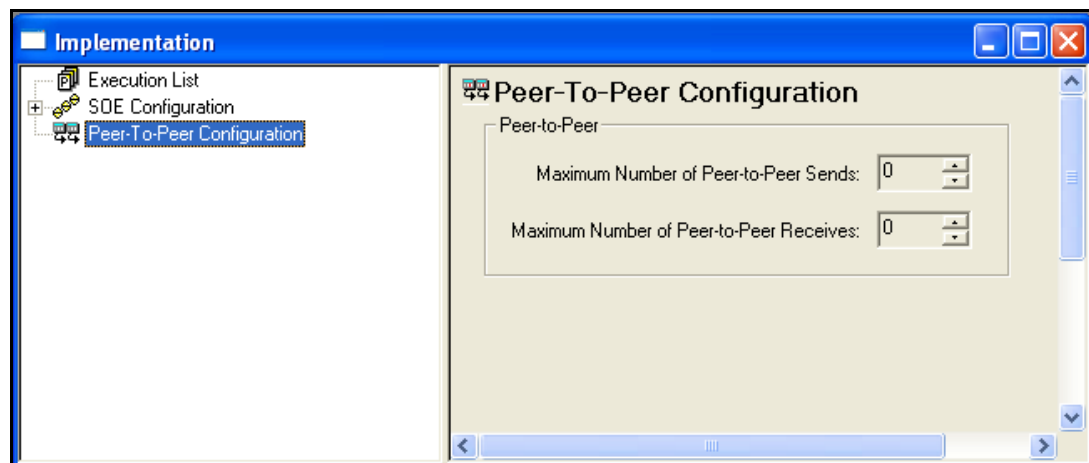 Implementation
Execution List
SOE Configuration
Peer-To-Peer Configuration
Peer-To-Peer Configuration
Peer-to-Peer
Maximum Number of Peer-to-Peer Sends: 0
Maximum Number of Peer-to-Peer Receives: 0